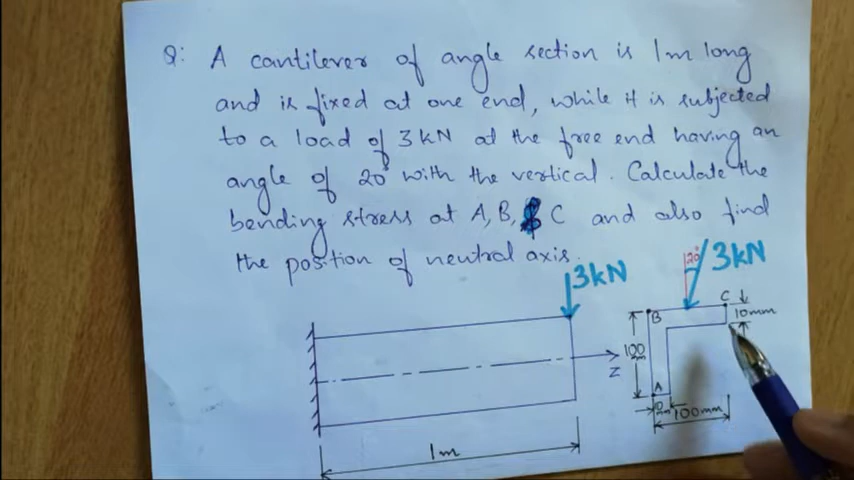 Q: A cantilever of angle section is 1m long
and is fixed at one end, while it is subjected
to a load of 3 kN at the free end having an
angle of 20° with the vertical. Calculate the
bending stress at A, B, C and also find
the position of neutral axis.
3kN
20°
3kN
B
C
10mm
100
Z
A
100mm
1m